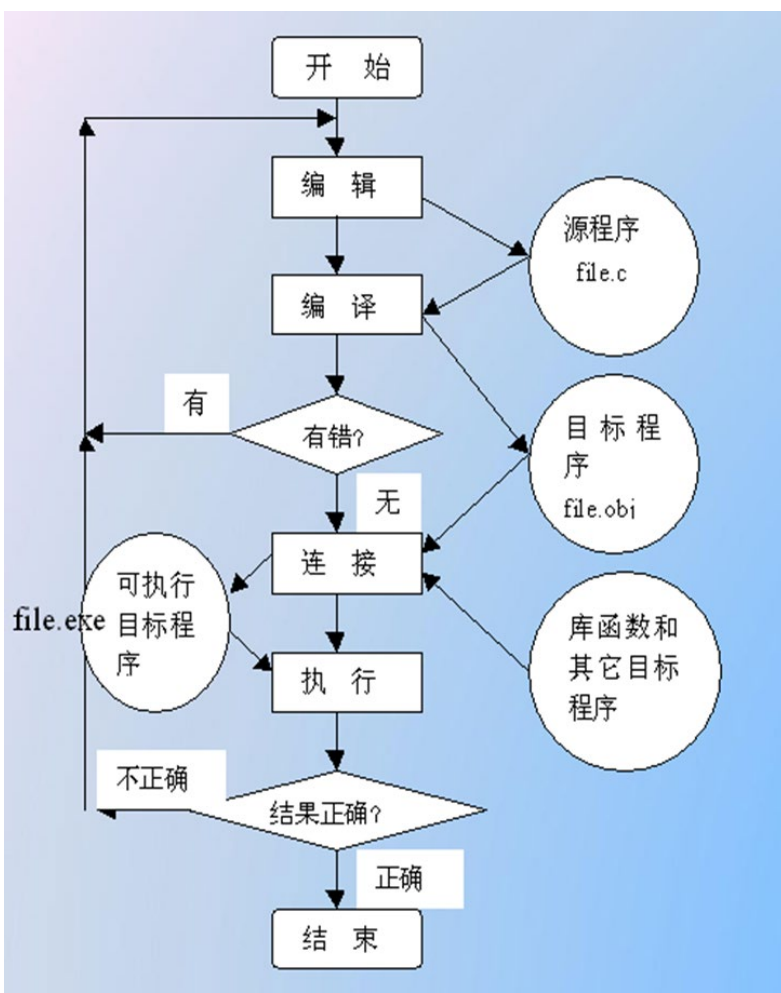 开 始
编 辑
源程序
file.c
编 译
有
有错?
目 标 程
序
file.obj
无
连 接
可执行
目标程
序
file.exe
库函数和
其它目标
程序
执 行
不正确
结果正确?
正确
结 束